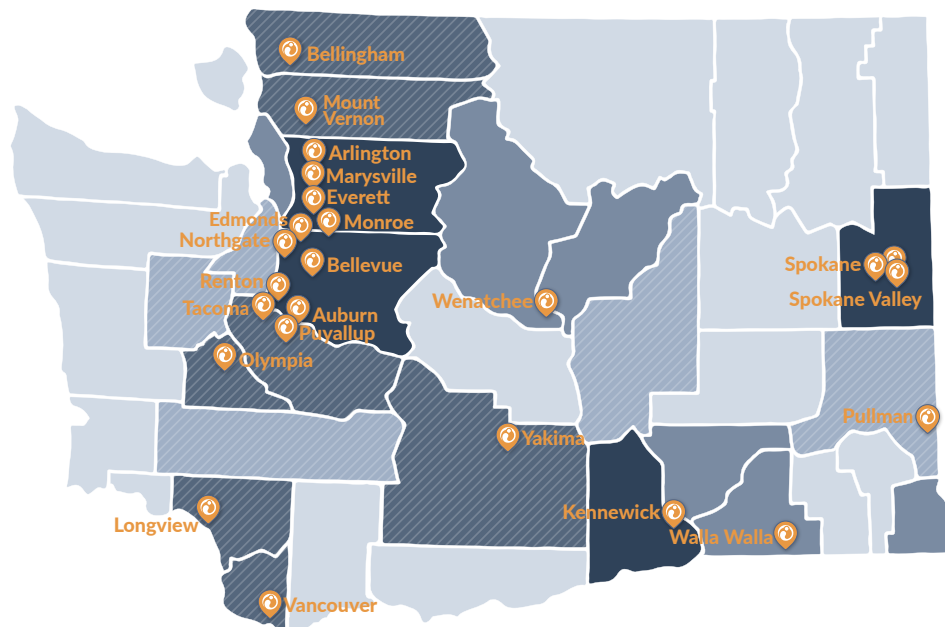 Bellingham
Mount
Vernon
Arlington
Marysville
Everett
Edmonds
Monroe
Northgate
Bellevue
Spokane
Renton
Spokane Valley
Wenatchee
Tacoma
Auburn
Puyallup
Olympia
Pullman
Yakima
Kennewick
Longview
Walla Walla
Vancouver